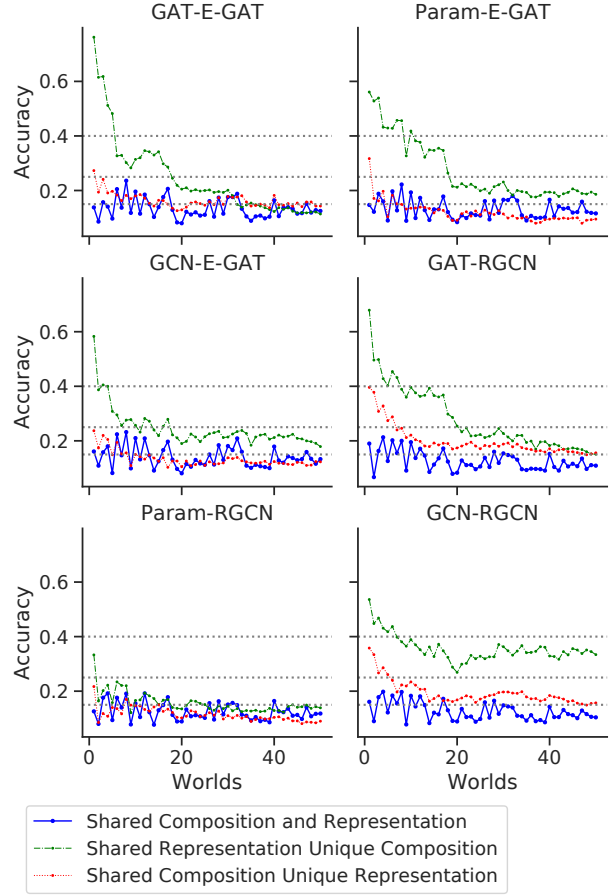 GAT-E-GAT Param-E-GAT
Accuracy
0.6
0.4
0.2
GCN-E-GAT GAT-RGCN
Accuracy
0.6
0.4
0.2
Param-RGCN GCN-RGCN
Accuracy
0.6
0.4
0.2
0 20 40 0 20 40
Worlds Worlds
Shared Composition and Representation
Shared Representation Unique Composition
Shared Composition Unique Representation